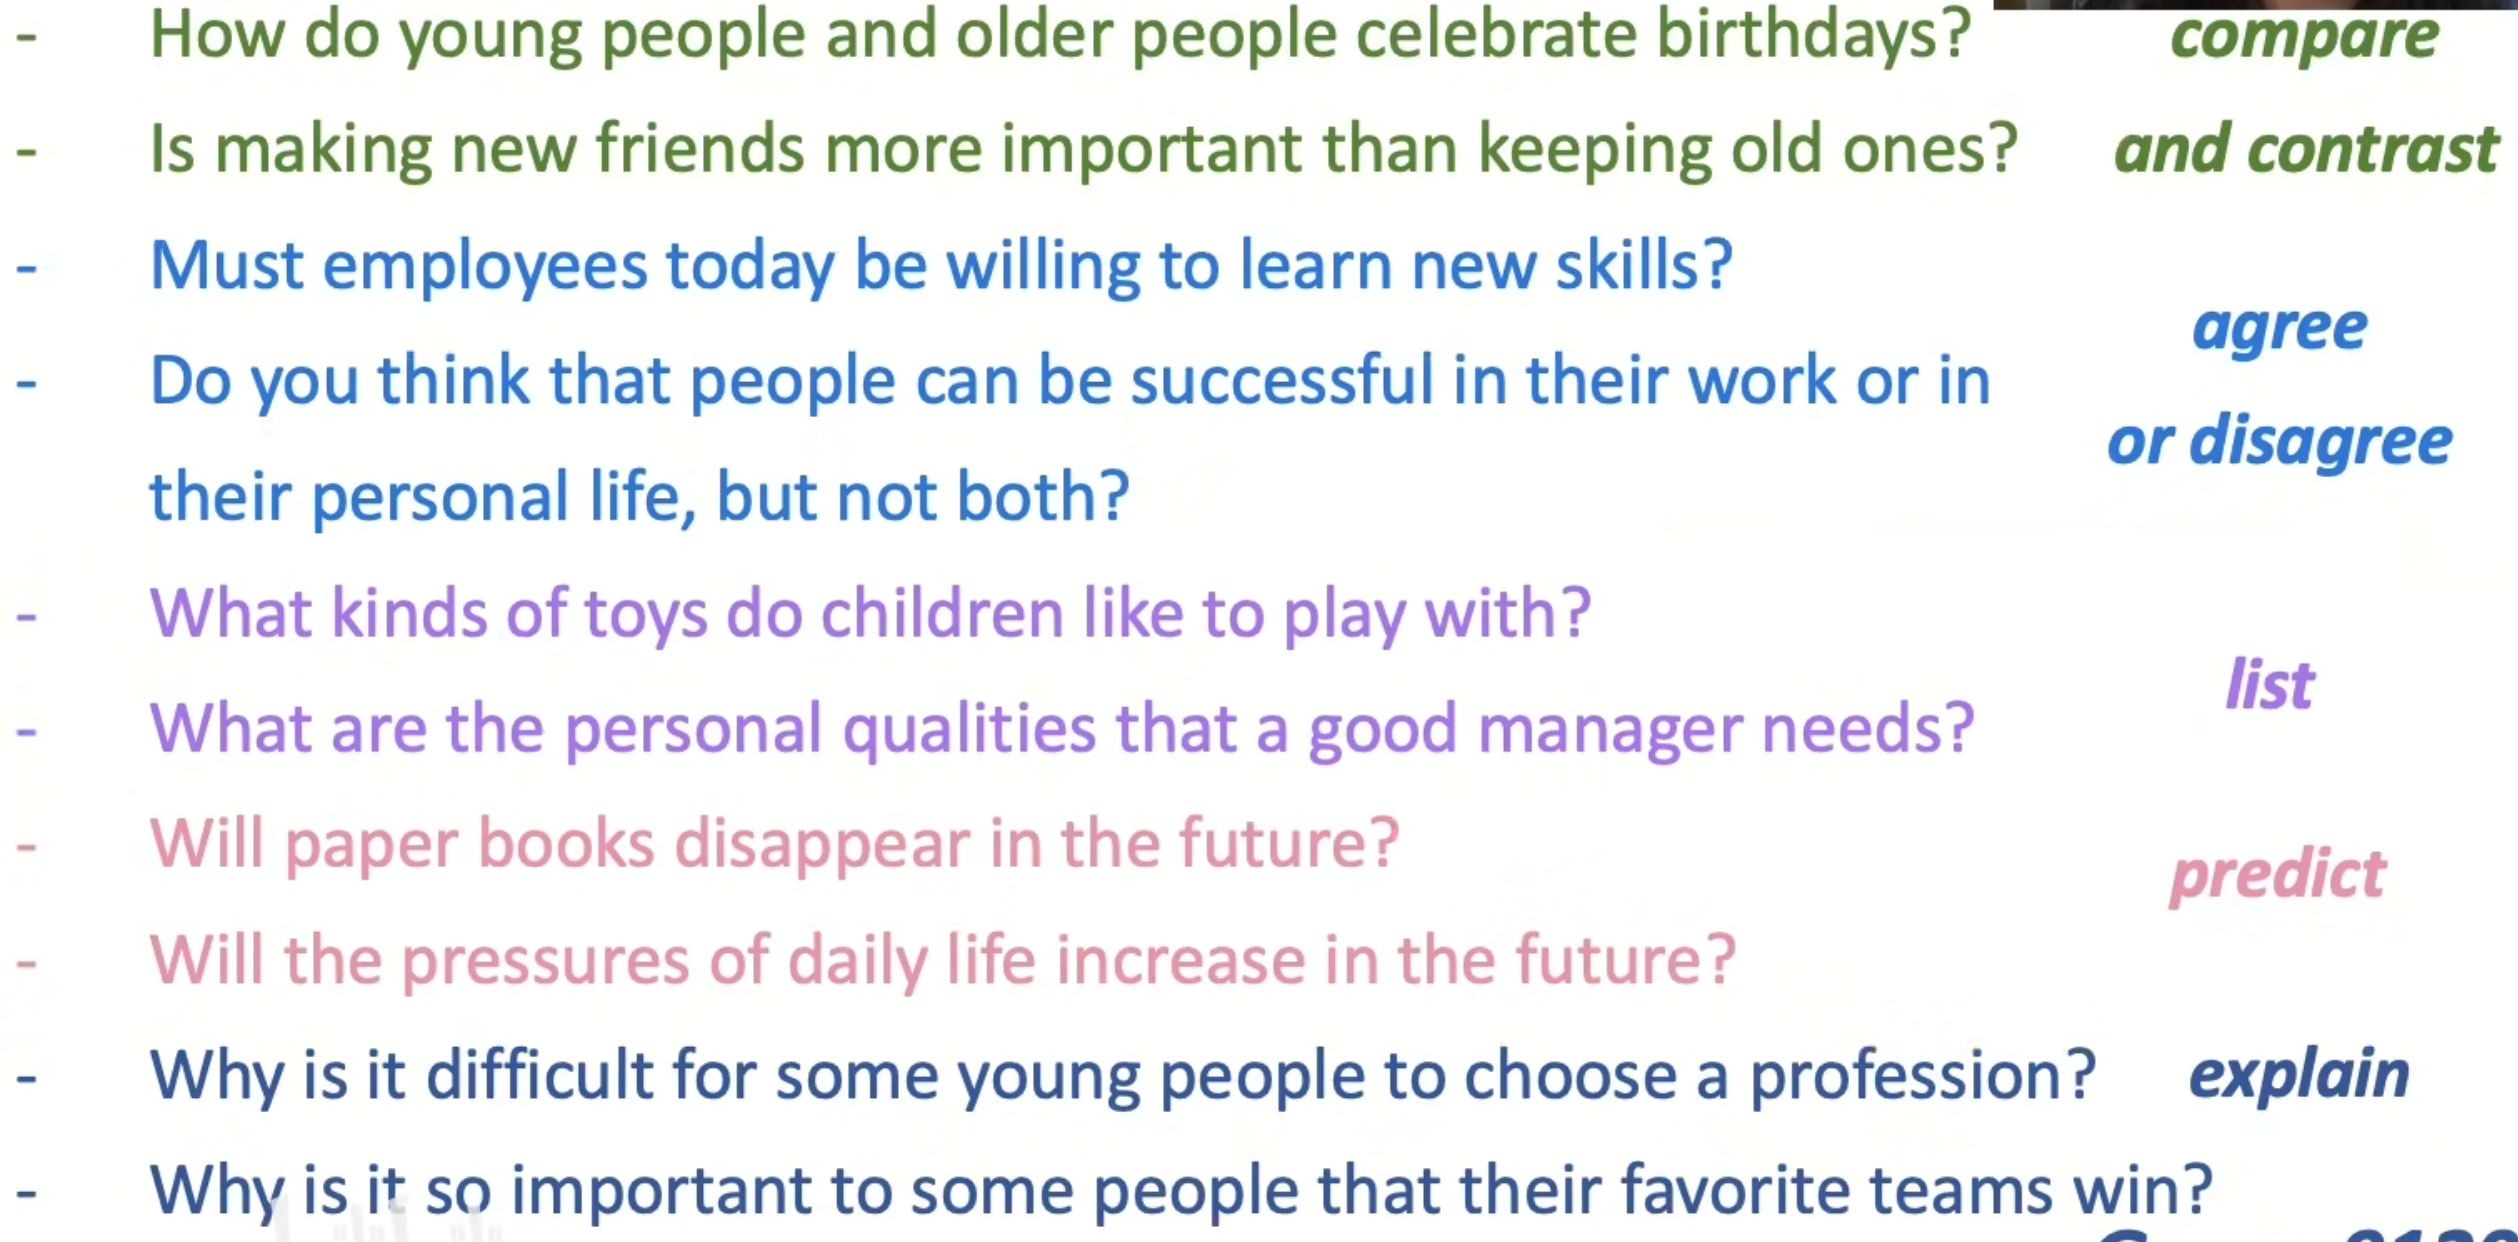 - How do young people and older people celebrate birthdays? compare
- Is making new friends more important than keeping old ones? and contrast
- Must employees today be willing to learn new skills?
agree
- Do you think that people can be successful in their work or in
or disagree
their personal life, but not both?
- What kinds of toys do children like to play with?
list
- What are the personal qualities that a good manager needs?
- Will paper books disappear in the future?
predict
- Will the pressures of daily life increase in the future?
- Why is it difficult for some young people to choose a profession? explain
- Why is it so important to some people that their favorite teams win?